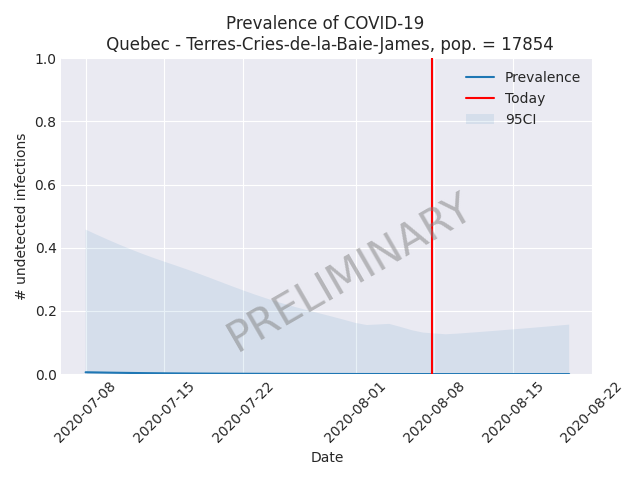 Prevalence of COVID-19
Quebec - Terres-Cries-de-la-Baie-James, pop. = 17854
1.0
0.8
0.6
0.4
0.2
0.0
# undetected infections
Prevalence
Today
95CI
PRELIMINARY
2020-07-08
2020-07-15
2020-07-22
2020-08-01
2020-08-08
2020-08-15
2020-08-22
Date